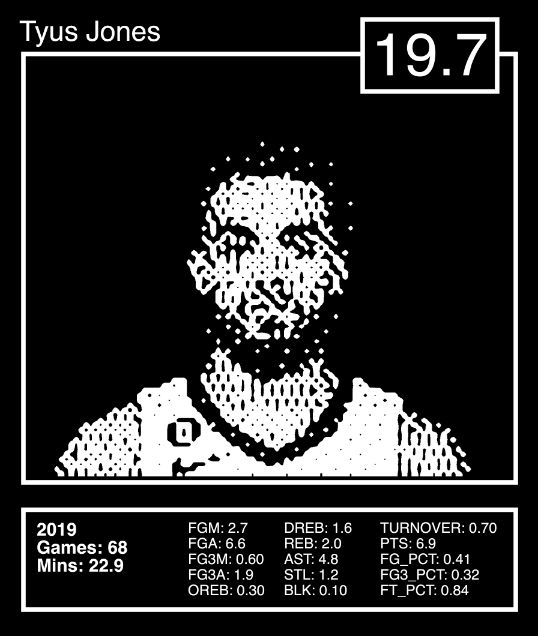 Tyus Jones
19.7
2019
Games: 68
Mins: 22.9
FGM: 2.7
FGA: 6.6
FG3M: 0.60
FG3A: 1.9
OREB: 0.30
DREB: 1.6
REB: 2.0
AST: 4.8
STL: 1.2
BLK: 0.10
TURNOVER: 0.70
PTS: 6.9
FG_PCT: 0.41
FG3_PCT: 0.32
FT_PCT: 0.84